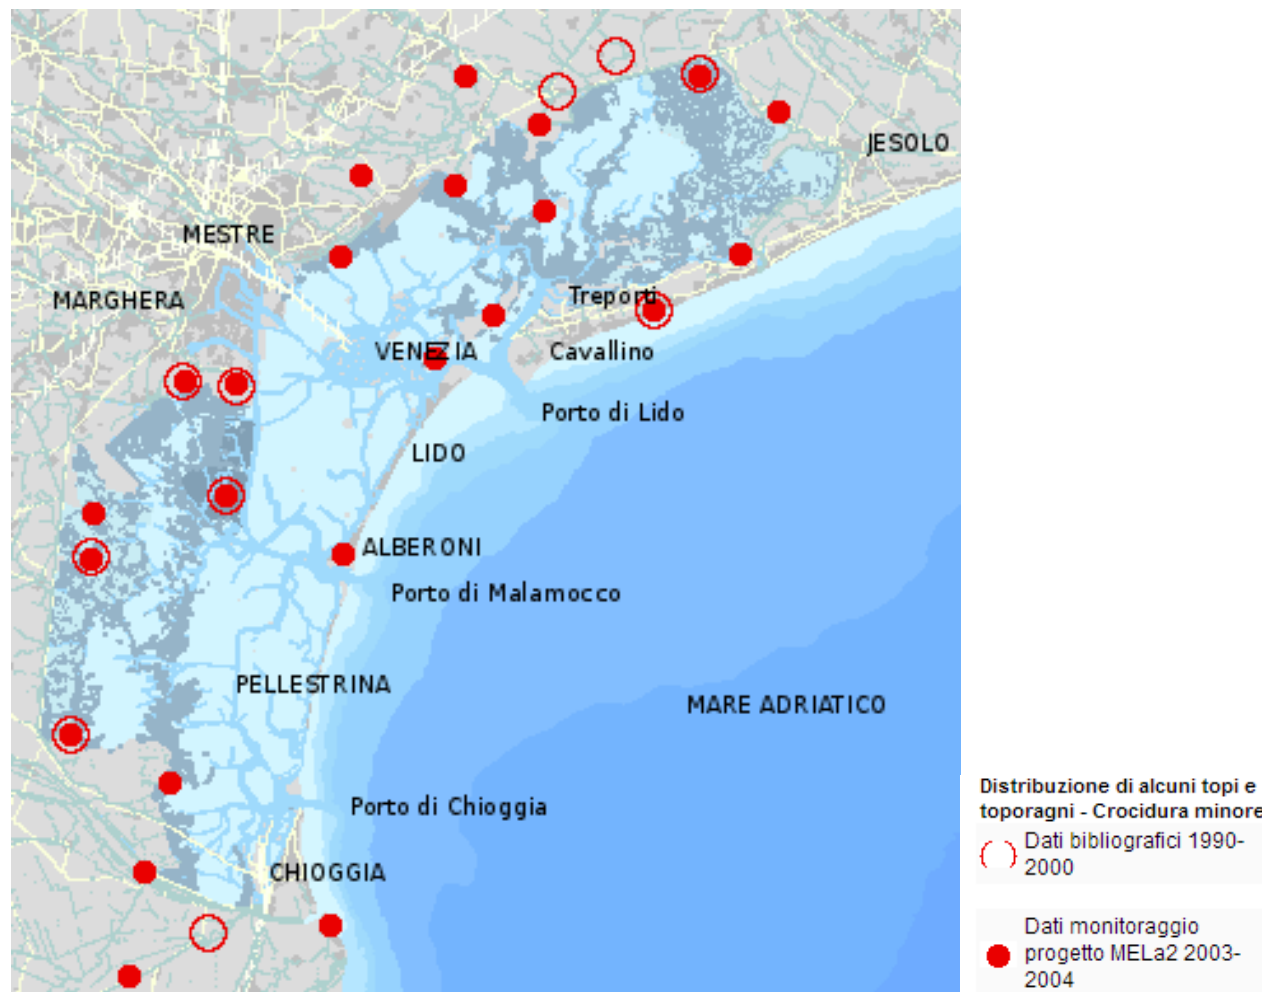 JESOLO
MESTRE
MARGHERA
Treporti
VENEZIA
Cavallino
Porto di Lido
LIDO
ALBERONI
Porto di Malamocco
PELLESTRINA
MARE ADRIATICO
Porto di Chioggia
CHIOGGIA
Distribuzione di alcuni topi e
toporagni - Crocidura minore
Dati bibliografici 1990-
2000
Dati monitoraggio
progetto MELa2 2003-
2004